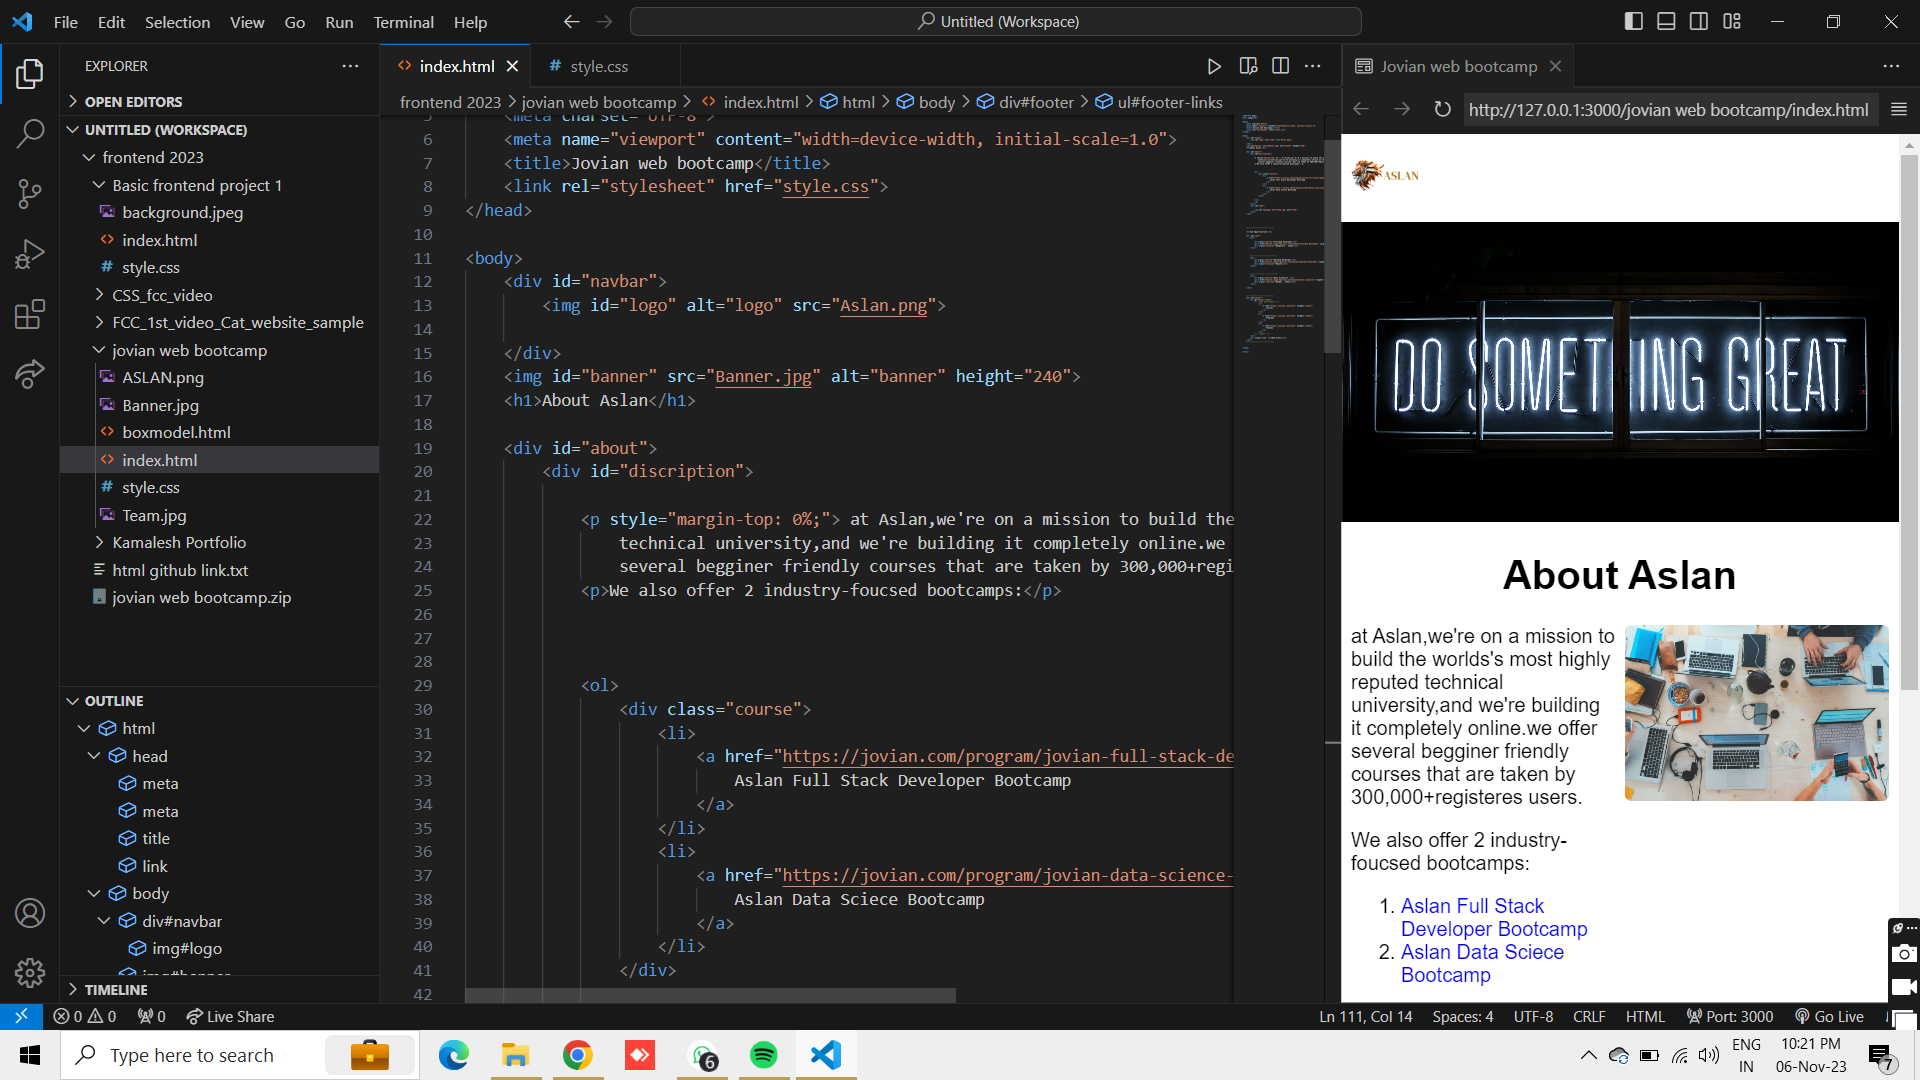 File Edit Selection View Go Run Terminal Help
Untitled (Workspace)
EXPLORER
OPEN EDITORS
UNTITLED (WORKSPACE)
frontend 2023
Basic frontend project 1
background.jpeg
index.html
style.css
CSS_fcc_video
FCC_1st_video_Cat_website_sample
jovian web bootcamp
ASLAN.png
Banner.jpg
boxmodel.html
index.html
style.css
Team.jpg
Kamalesh Portfolio
html github link.txt
jovian web bootcamp.zip
OUTLINE
html
head
meta
meta
title
link
body
div#navbar
img#logo
img#banner
TIMELINE
index.html
style.css
frontend 2023 > jovian web bootcamp > index.html > html > body > div#footer > ul#footer-links
5 <meta charset="UTF-8">
6 <meta name="viewport" content="width=device-width, initial-scale=1.0">
7 <title>Jovian web bootcamp</title>
8 <link rel="stylesheet" href="style.css">
9 </head>
10
11 <body>
12 <div id="navbar">
13 <img id="logo" alt="logo" src="Aslan.png">
14
15 </div>
16 <img id="banner" src="Banner.jpg" alt="banner" height="240">
17 <h1>About Aslan</h1>
18
19 <div id="about">
20 <div id="discription">
21
22 <p style="margin-top: 0%;"> at Aslan,we're on a mission to build the
23 technical university,and we're building it completely online.we
24 several begginer friendly courses that are taken by 300,000+regi
25 <p>We also offer 2 industry-foucsed bootcamps:</p>
26
27
28
29 <ol>
30 <div class="course">
31 <li>
32 <a href="https://jovian.com/program/jovian-full-stack-de
33 Aslan Full Stack Developer Bootcamp
34 </a>
35 </li>
36 <li>
37 <a href="https://jovian.com/program/jovian-data-science-
38 Aslan Data Sciece Bootcamp
39 </a>
40 </li>
41 </div>
42
Jovian web bootcamp
http://127.0.0.1:3000/jovian web bootcamp/index.html
ASLAN
DO SOMETHING GREAT
About Aslan
at Aslan,we're on a mission to
build the worlds's most highly
reputed technical
university,and we're building
it completely online.we offer
several begginer friendly
courses that are taken by
300,000+registeres users.
We also offer 2 industry-
foucsed bootcamps:
1. Aslan Full Stack
Developer Bootcamp
2. Aslan Data Sciece
Bootcamp
0 0 0 Live Share
Ln 111, Col 14 Spaces: 4 UTF-8 CRLF HTML Port: 3000 Go Live
Type here to search
6
ENG
IN
10:21 PM
06-Nov-23
7